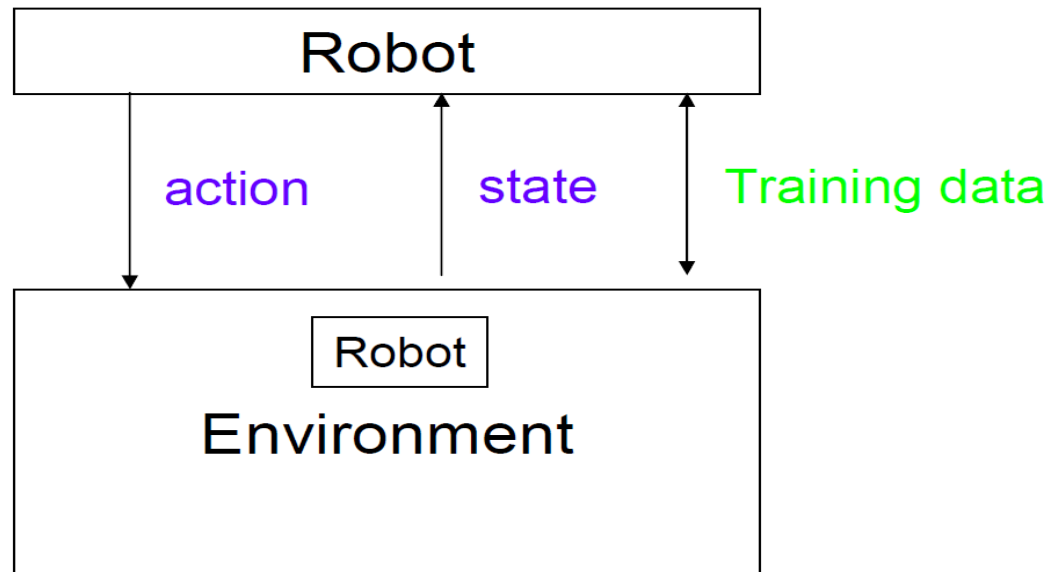 Robot
action
state
Training data
Robot
Environment